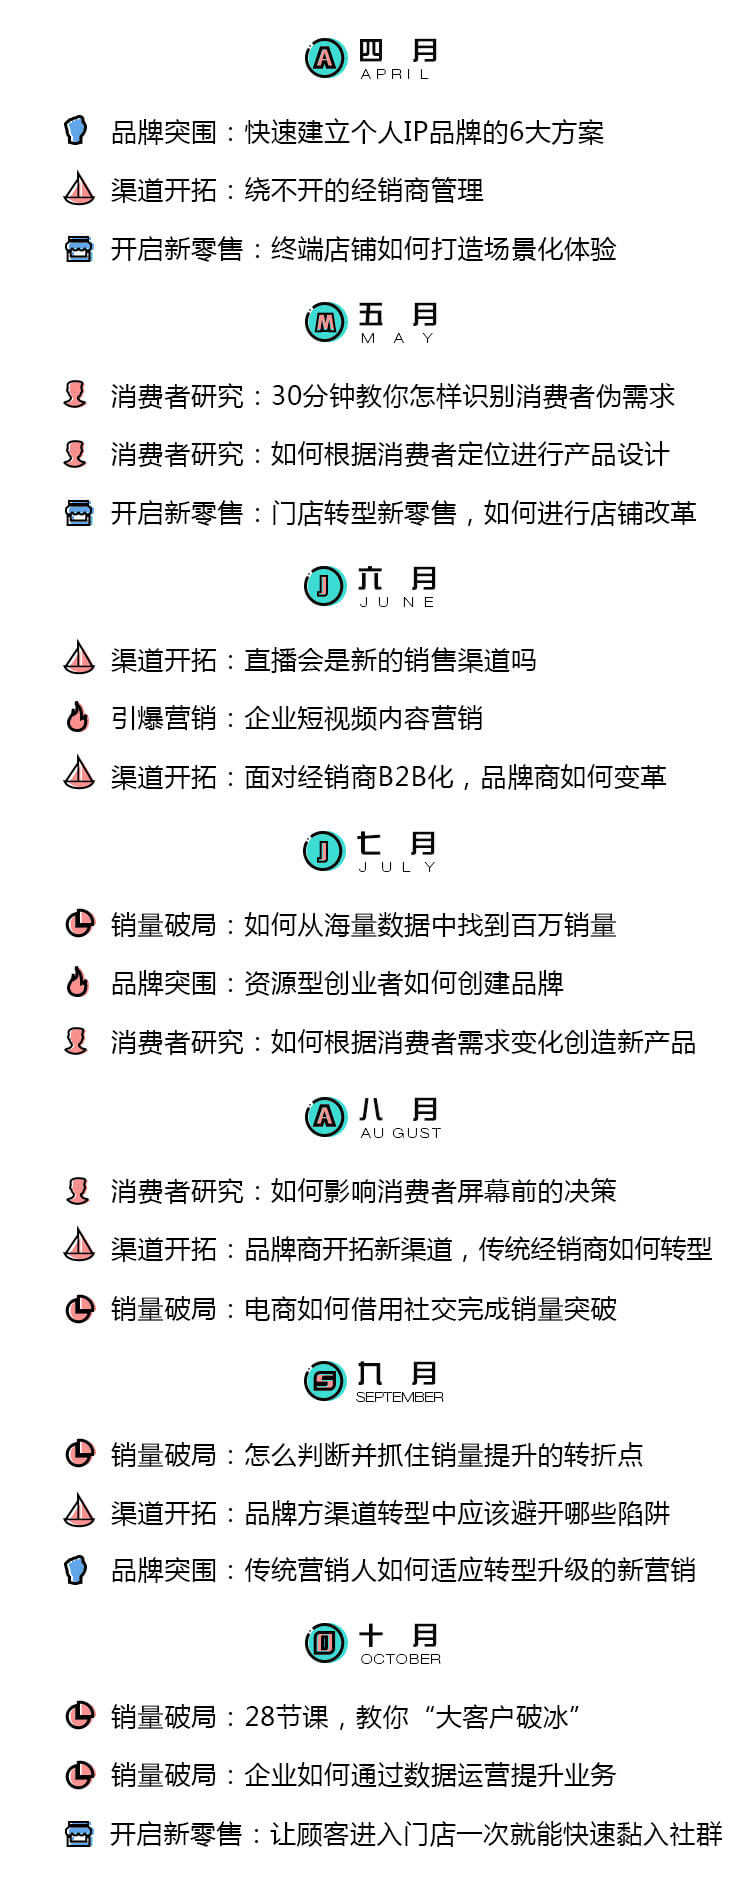 A 四 月
APRIL
品牌突围：快速建立个人IP品牌的6大方案
渠道开拓：绕不开的经销商管理
开启新零售：终端店铺如何打造场景化体验
M 五 月
MAY
消费者研究：30分钟教你怎样识别消费者伪需求
消费者研究：如何根据消费者定位进行产品设计
开启新零售：门店转型新零售，如何进行店铺改革
J 六 月
JUNE
渠道开拓：直播会是新的销售渠道吗
引爆营销：企业短视频内容营销
渠道开拓：面对经销商B2B化，品牌商如何变革
J 七 月
JULY
销量破局：如何从海量数据中找到百万销量
品牌突围：资源型创业者如何创建品牌
消费者研究：如何根据消费者需求变化创造新产品
A 八 月
AUGUST
消费者研究：如何影响消费者屏幕前的决策
渠道开拓：品牌商开拓新渠道，传统经销商如何转型
销量破局：电商如何借用社交完成销量突破
S 九 月
SEPTEMBER
销量破局：怎么判断并抓住销量提升的转折点
渠道开拓：品牌方渠道转型中应该避开哪些陷阱
品牌突围：传统营销人如何适应转型升级的新营销
O 十 月
OCTOBER
销量破局：28节课，教你“大客户破冰”
销量破局：企业如何通过数据运营提升业务
开启新零售：让顾客进入门店一次就能快速黏入社群